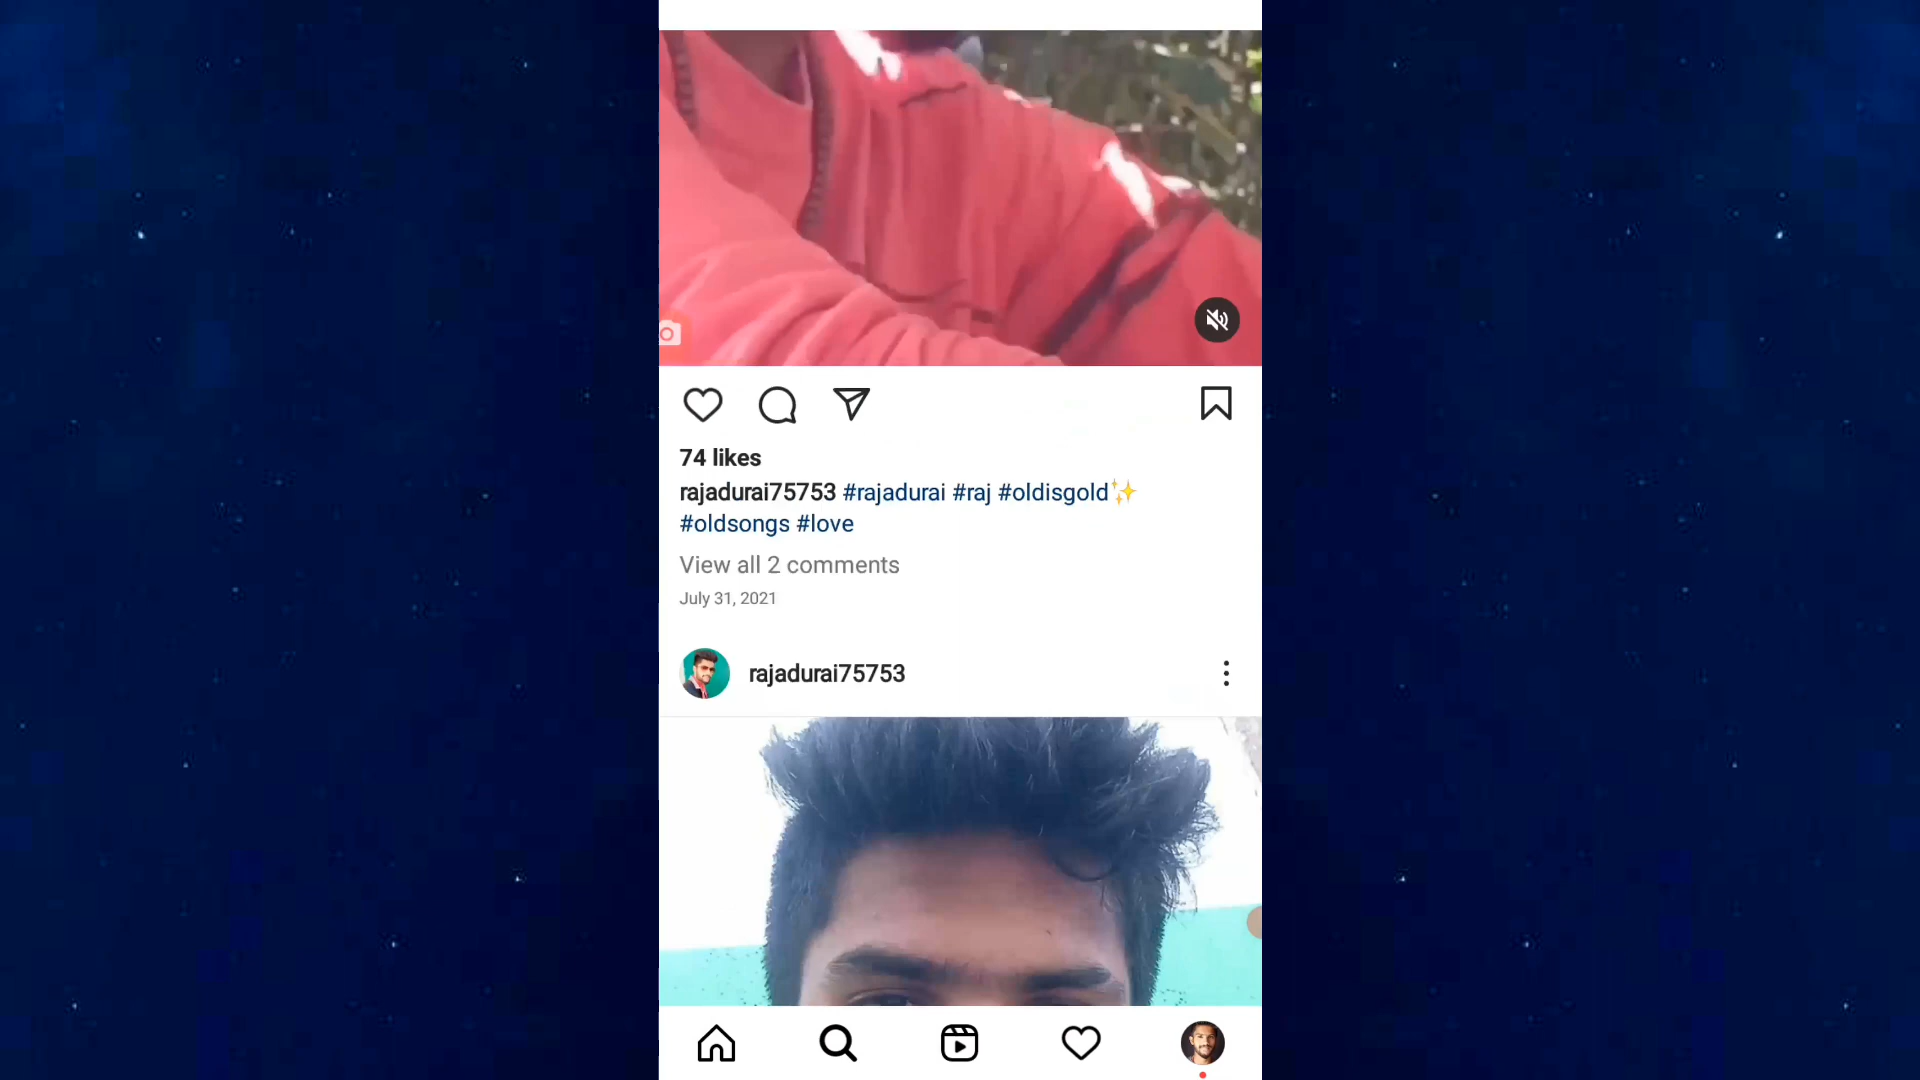 74 likes
rajadurai75753 #rajadurai #raj #oldisgold✨
#oldsongs #love
View all 2 comments
July 31, 2021
rajadurai75753